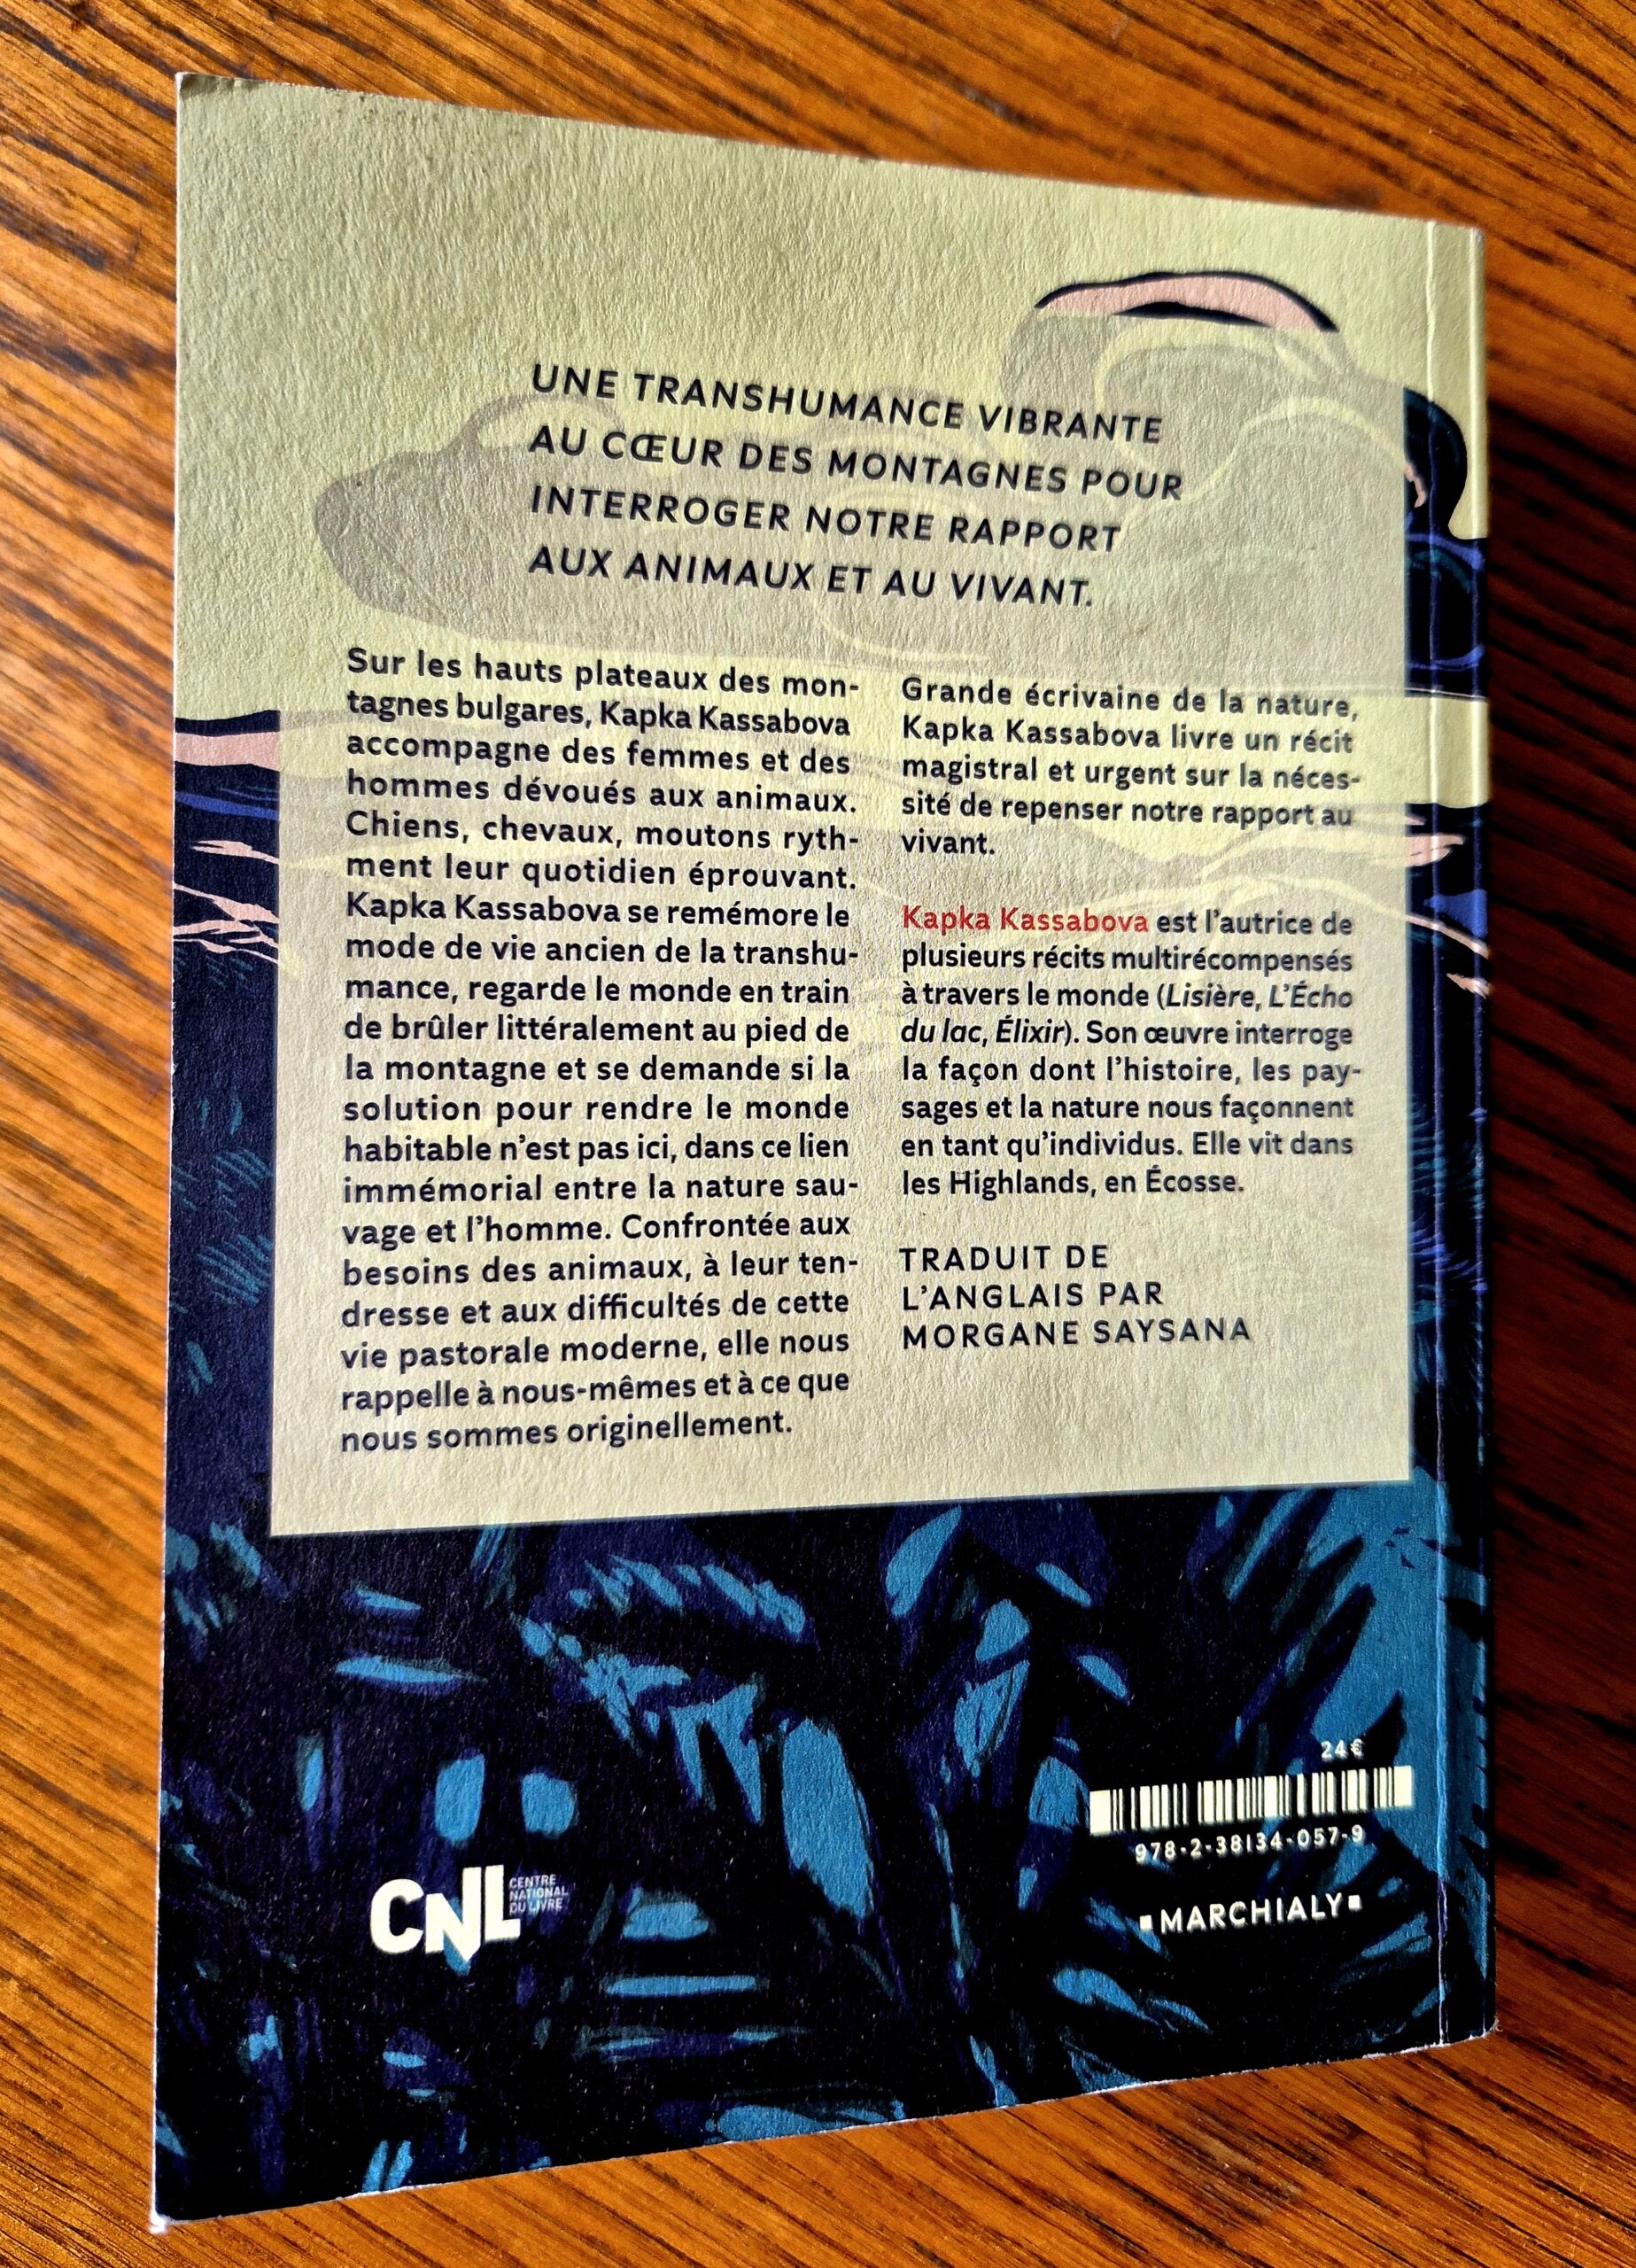 UNE TRANSHUMANCE VIBRANTE
AU CŒUR DES MONTAGNES POUR
INTERROGER NOTRE RAPPORT
AUX ANIMAUX ET AU VIVANT.
Sur les hauts plateaux des mon-
tagnes bulgares, Kapka Kassabova
accompagne des femmes et des
hommes dévoués aux animaux.
Chiens, chevaux, moutons ryth-
ment leur quotidien éprouvant.
Kapka Kassabova se remémore le
mode de vie ancien de la transhu-
mance, regarde le monde en train
de brûler littéralement au pied de
la montagne et se demande si la
solution pour rendre le monde
habitable n’est pas ici, dans ce lien
immémorial entre la nature sau-
vage et l’homme. Confrontée aux
besoins des animaux, à leur ten-
dresse et aux difficultés de cette
vie pastorale moderne, elle nous
rappelle à nous-mêmes et à ce que
nous sommes originellement.
Grande écrivaine de la nature,
Kapka Kassabova livre un récit
magistral et urgent sur la néces-
sité de repenser notre rapport au
vivant.
Kapka Kassabova est l’autrice de
plusieurs récits multirécompensés
à travers le monde (Lisière, L’Écho
du lac, Élixir). Son œuvre interroge
la façon dont l’histoire, les pay-
sages et la nature nous façonnent
en tant qu’individus. Elle vit dans
les Highlands, en Écosse.
TRADUIT DE
L’ANGLAIS PAR
MORGANE SAYSANA
24 €
978-2-38134-057-9
▪MARCHIALY▪
CNL
CENTRE
NATIONAL
DU LIVRE